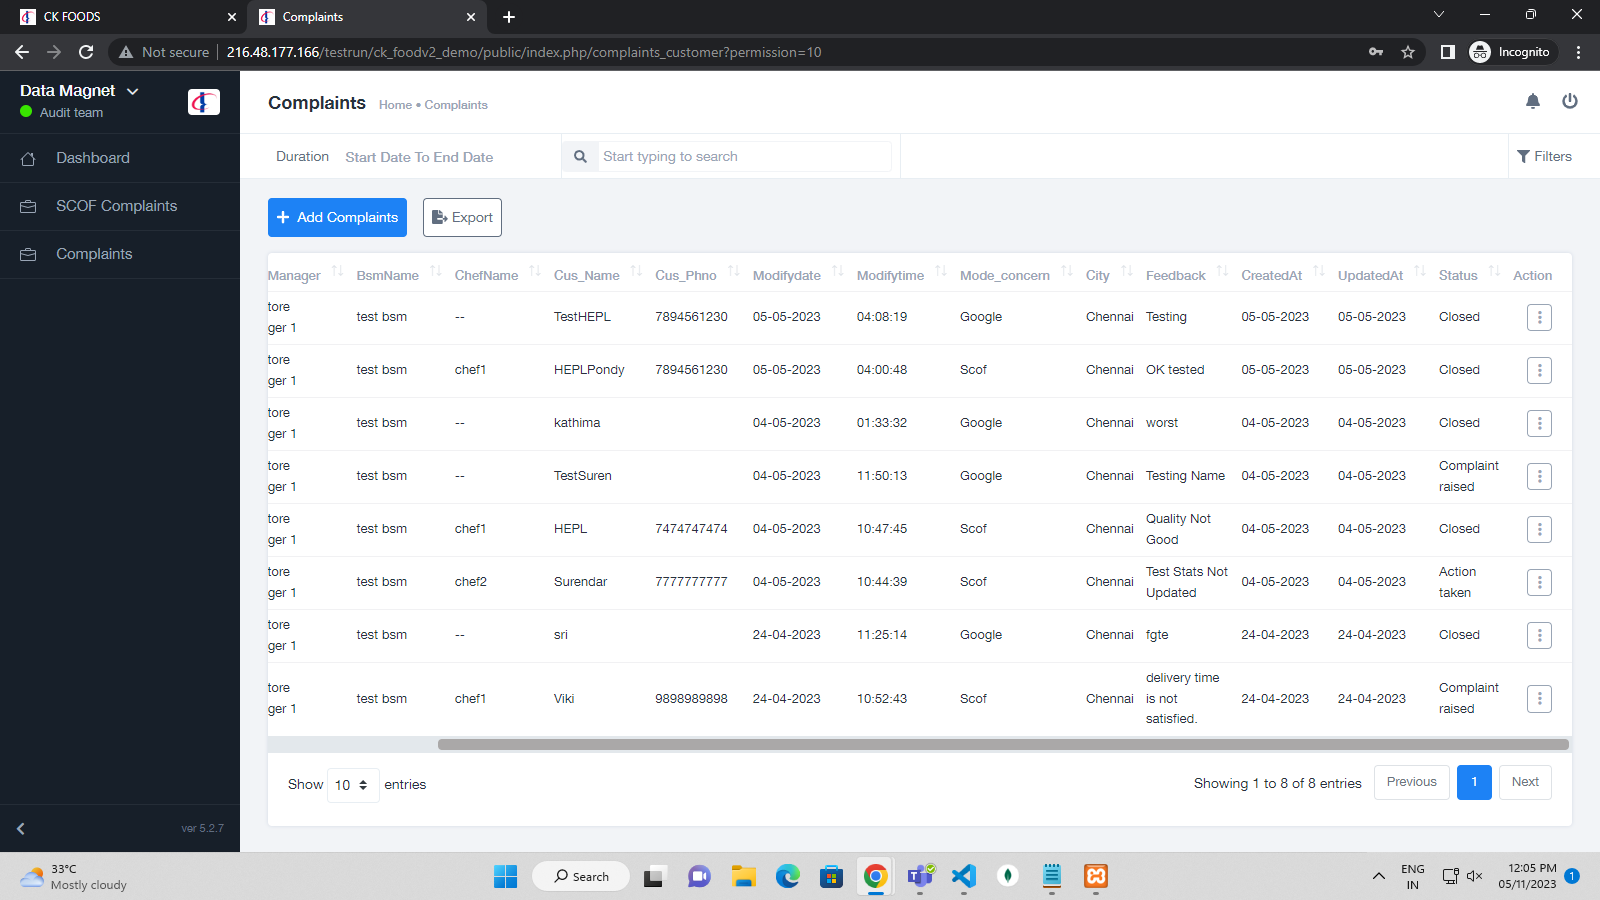 CK FOODS
Complaints
Not secure 216.48.177.166/testrun/ck_foodv2_demo/public/index.php/complaints_customer?permission=10
Incognito
Data Magnet
Audit team
Dashboard
SCOF Complaints
Complaints
ver 5.2.7
Complaints Home • Complaints
Duration Start Date To End Date Start typing to search Filters
Add Complaints Export
Manager BsmName ChefName Cus_Name Cus_Phno Modifydate Modifytime Mode_concern City Feedback CreatedAt UpdatedAt Status Action
tore
ger 1 test bsm -- TestHEPL 7894561230 05-05-2023 04:08:19 Google Chennai Testing 05-05-2023 05-05-2023 Closed
tore
ger 1 test bsm chef1 HEPLPondy 7894561230 05-05-2023 04:00:48 Scof Chennai OK tested 05-05-2023 05-05-2023 Closed
tore
ger 1 test bsm -- kathima 04-05-2023 01:33:32 Google Chennai worst 04-05-2023 04-05-2023 Closed
tore
ger 1 test bsm -- TestSuren 04-05-2023 11:50:13 Google Chennai Testing Name 04-05-2023 04-05-2023 Complaint
raised
tore
ger 1 test bsm chef1 HEPL 7474747474 04-05-2023 10:47:45 Scof Chennai Quality Not
Good 04-05-2023 04-05-2023 Closed
tore
ger 1 test bsm chef2 Surendar 7777777777 04-05-2023 10:44:39 Scof Chennai Test Stats Not
Updated 04-05-2023 04-05-2023 Action
taken
tore
ger 1 test bsm -- sri 24-04-2023 11:25:14 Google Chennai fgte 24-04-2023 24-04-2023 Closed
tore
ger 1 test bsm chef1 Viki 9898989898 24-04-2023 10:52:43 Scof Chennai delivery time
is not
satisfied. 24-04-2023 24-04-2023 Complaint
raised
Show 10 entries
Showing 1 to 8 of 8 entries Previous 1 Next
33°C
Mostly cloudy
Search
ENG
IN
12:05 PM
05/11/2023
1